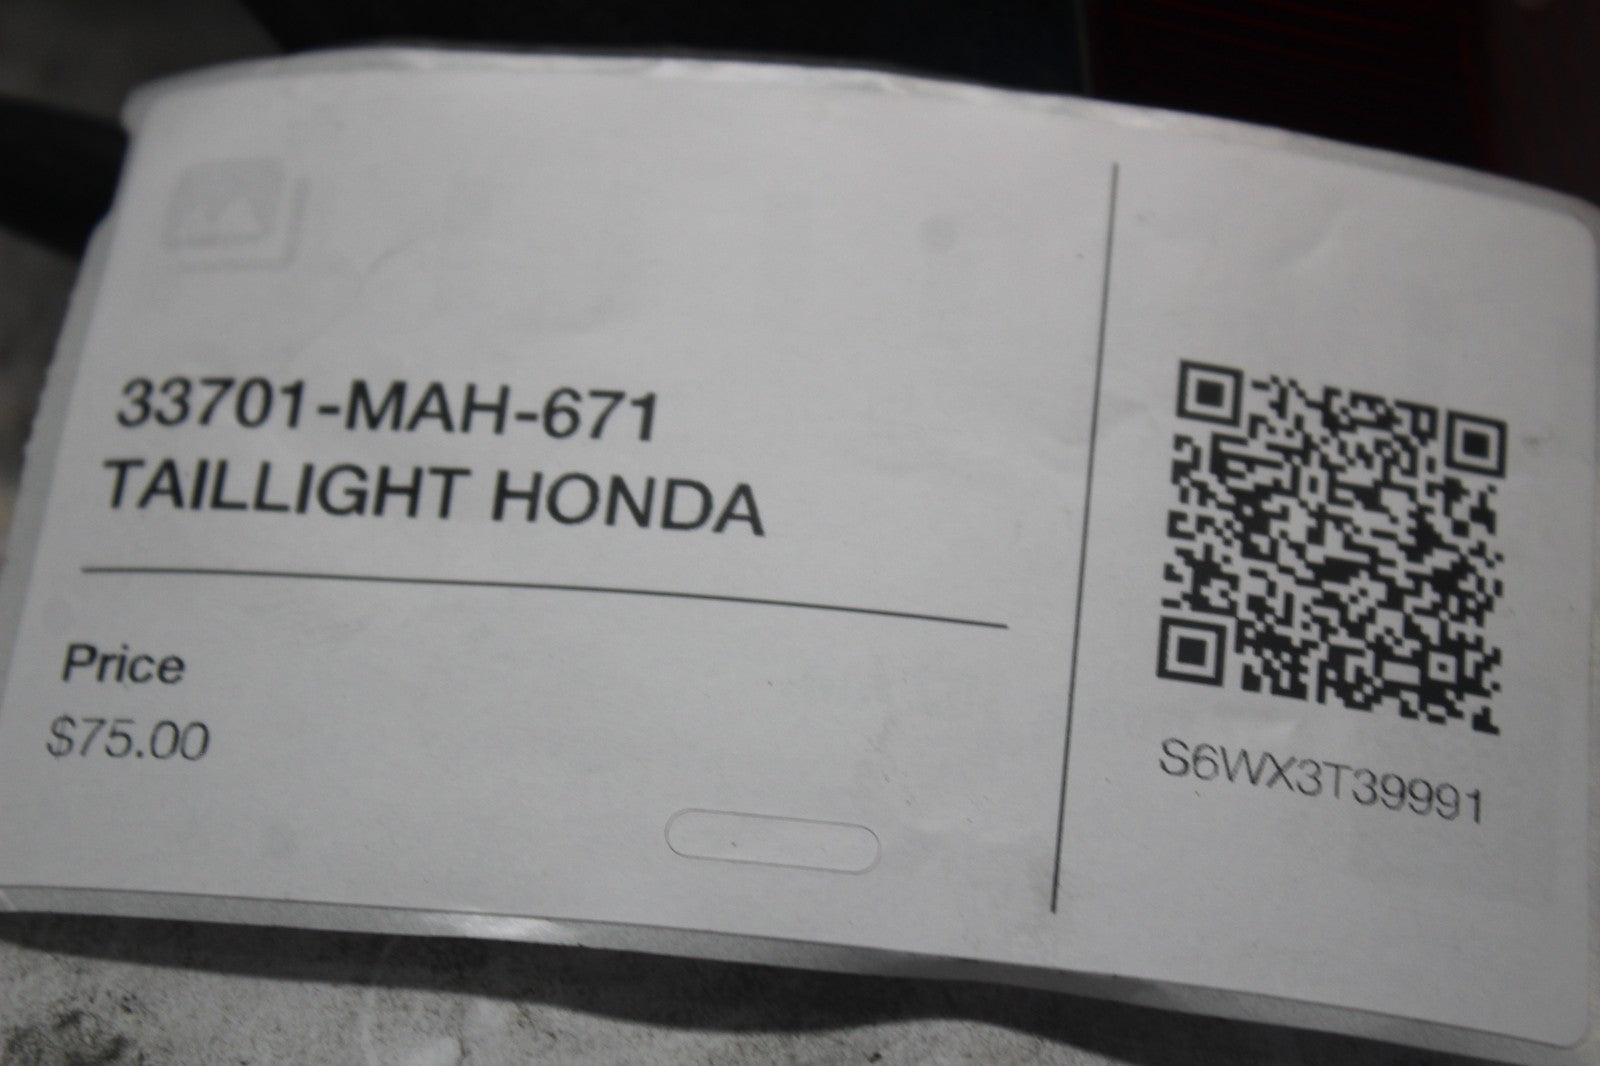 33701-MAH-671
TAILLIGHT HONDA
Price
$75.00
S6WX3T39991